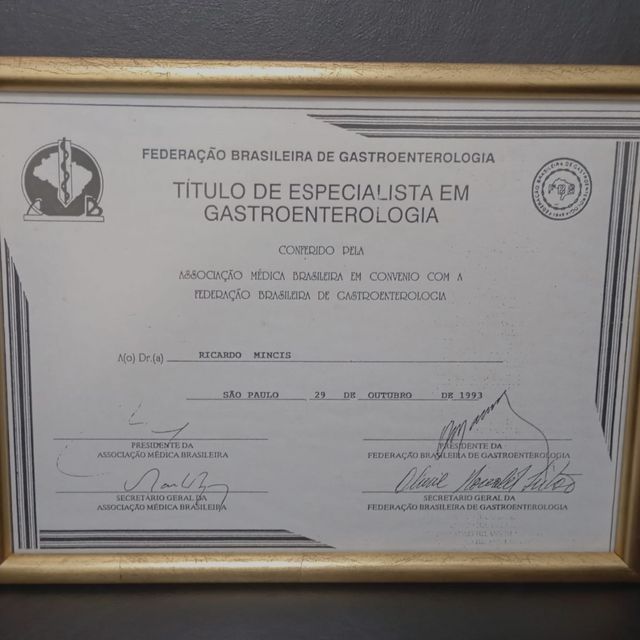 FEDERAÇÃO BRASILEIRA DE GASTROENTEROLOGIA
TÍTULO DE ESPECIALISTA EM
GASTROENTEROLOGIA
CONFERIDO PELA
ASSOCIAÇÃO MÉDICA BRASILEIRA EM CONVENIO COM A
FEDERAÇÃO BRASILEIRA DE GASTROENTEROLOGIA
A(o) Dr.(a) RICARDO MINCIS
SÃO PAULO 29 DE OUTUBRO DE 1993
PRESIDENTE DA
ASSOCIAÇÃO MÉDICA BRASILEIRA
PRESIDENTE DA
FEDERAÇÃO BRASILEIRA DE GASTROENTEROLOGIA
SECRETÁRIO GERAL DA
ASSOCIAÇÃO MÉDICA BRASILEIRA
SECRETÁRIO GERAL DA
FEDERAÇÃO BRASILEIRA DE GASTROENTEROLOGIA